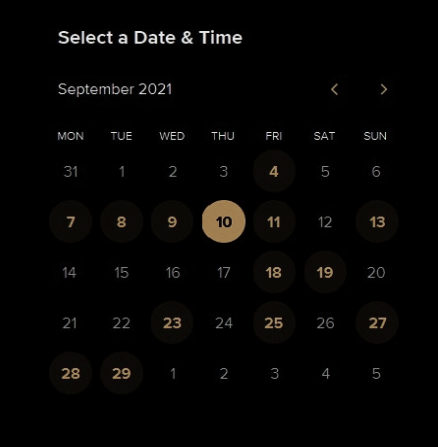 Select a Date & Time
September 2021
MON TUE WED THU FRI SAT SUN
31 1 2 3 4 5 6
7 8 9 10 11 12 13
14 15 16 17 18 19 20
21 22 23 24 25 26 27
28 29 1 2 3 4 5